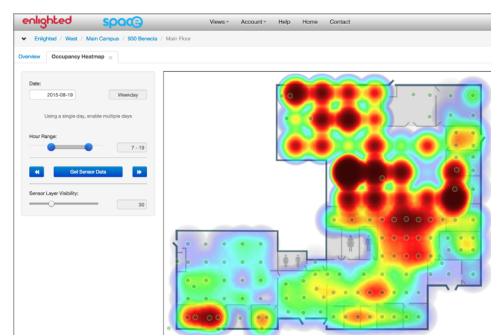 enlighted space Views Account Help Home Contact
Enlighted / West / Main Campus / 930 Benecia / Main Floor
Overview Occupancy Heatmap
Date:
2015-08-19 Weekday
Using a single day, enable multiple days
Hour Range:
7 - 19
Get Sensor Data
Sensor Layer Visibility:
30